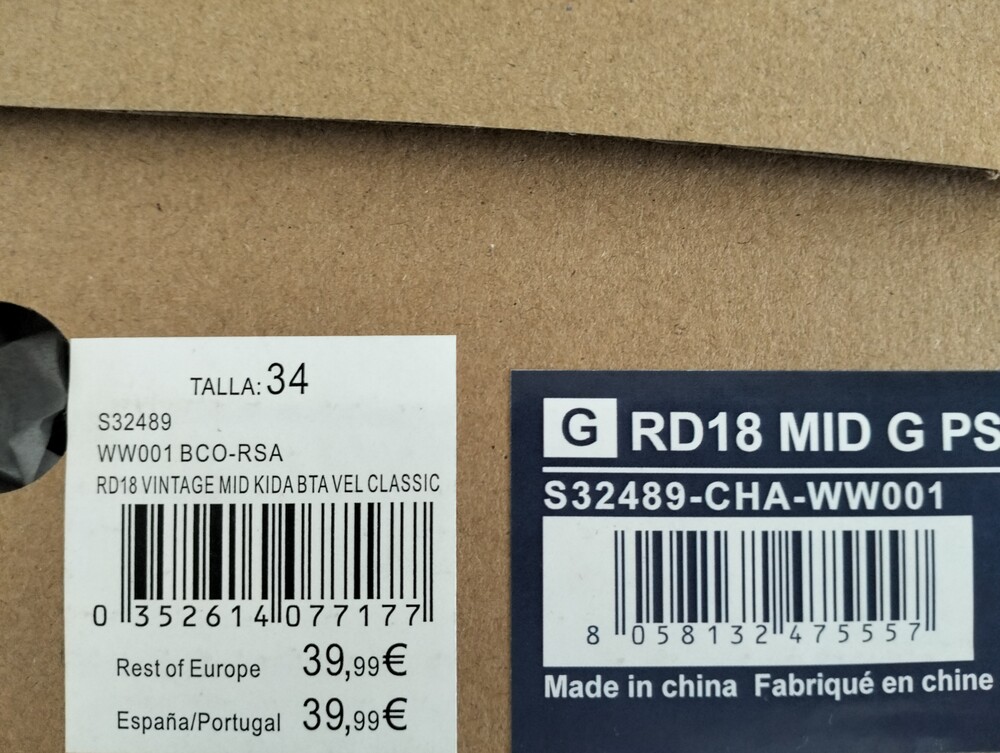 TALLA: 34
S32489
WW001 BCO-RSA
RD18 VINTAGE MID KIDA BTA VEL CLASSIC
0 352614 077177
Rest of Europe 39,99€
España/Portugal 39,99€
G RD18 MID G PS
S32489-CHA-WW001
8 058132 475557
Made in china Fabriqué en chine